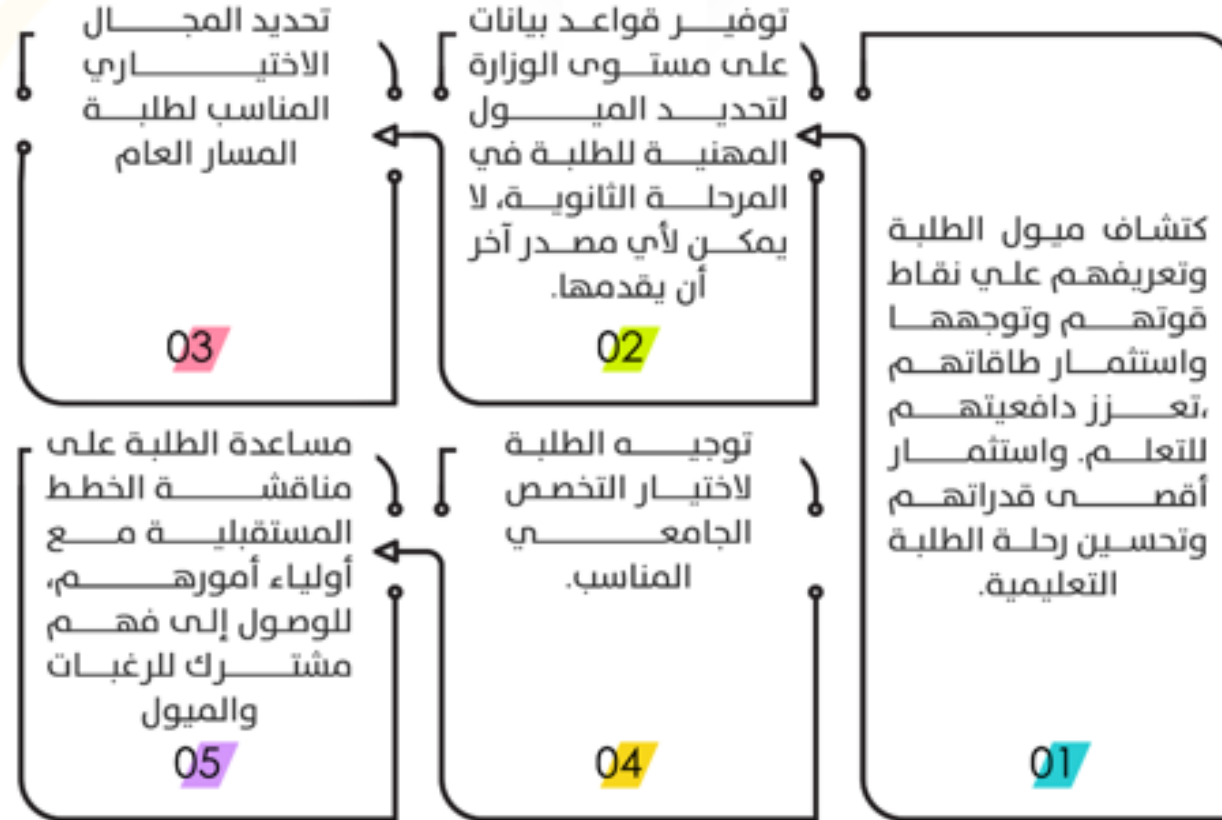 كتشاف ميول الطلبة
وتعريفهم علي نقاط
قوتهم وتوجهها
واستثمار طاقاتهم
،تعزز دافعيتهم
للتعلم. واستثمار
أقصى قدراتهم
وتحسين رحلة الطلبة
التعليمية.
01
توفير قواعد بيانات
على مستوى الوزارة
لتحديد الميول
المهنية للطلبة في
المرحلة الثانوية، لا
يمكن لأي مصدر آخر
أن يقدمها.
02
تحديد المجال
الاختياري
المناسب لطلبة
المسار العام
03
توجيه الطلبة
لاختيار التخصص
الجامعي
المناسب.
04
مساعدة الطلبة على
مناقشة الخطط
المستقبلية مع
أولياء أمورهم،
للوصول إلى فهم
مشترك للرغبات
والميول
05